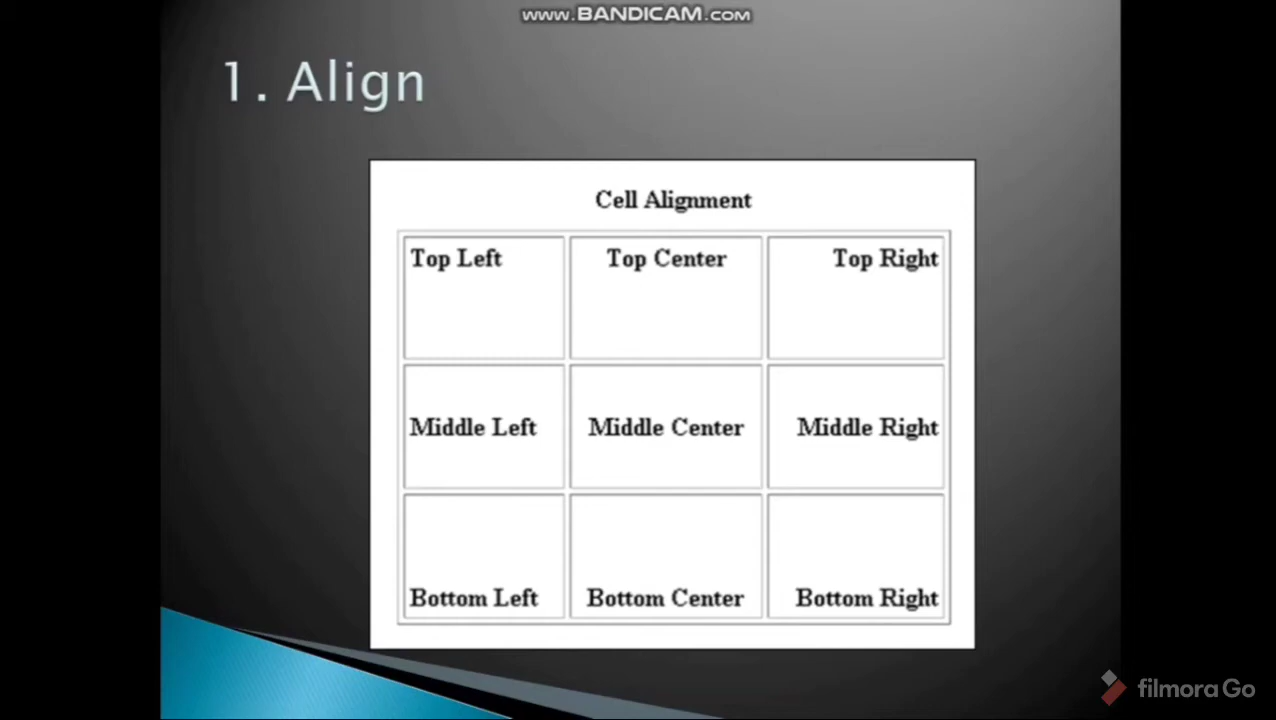 www.BANDICAM.com
1. Align
Cell Alignment
Top Left Top Center Top Right
Middle Left Middle Center Middle Right
Bottom Left Bottom Center Bottom Right
filmora Go